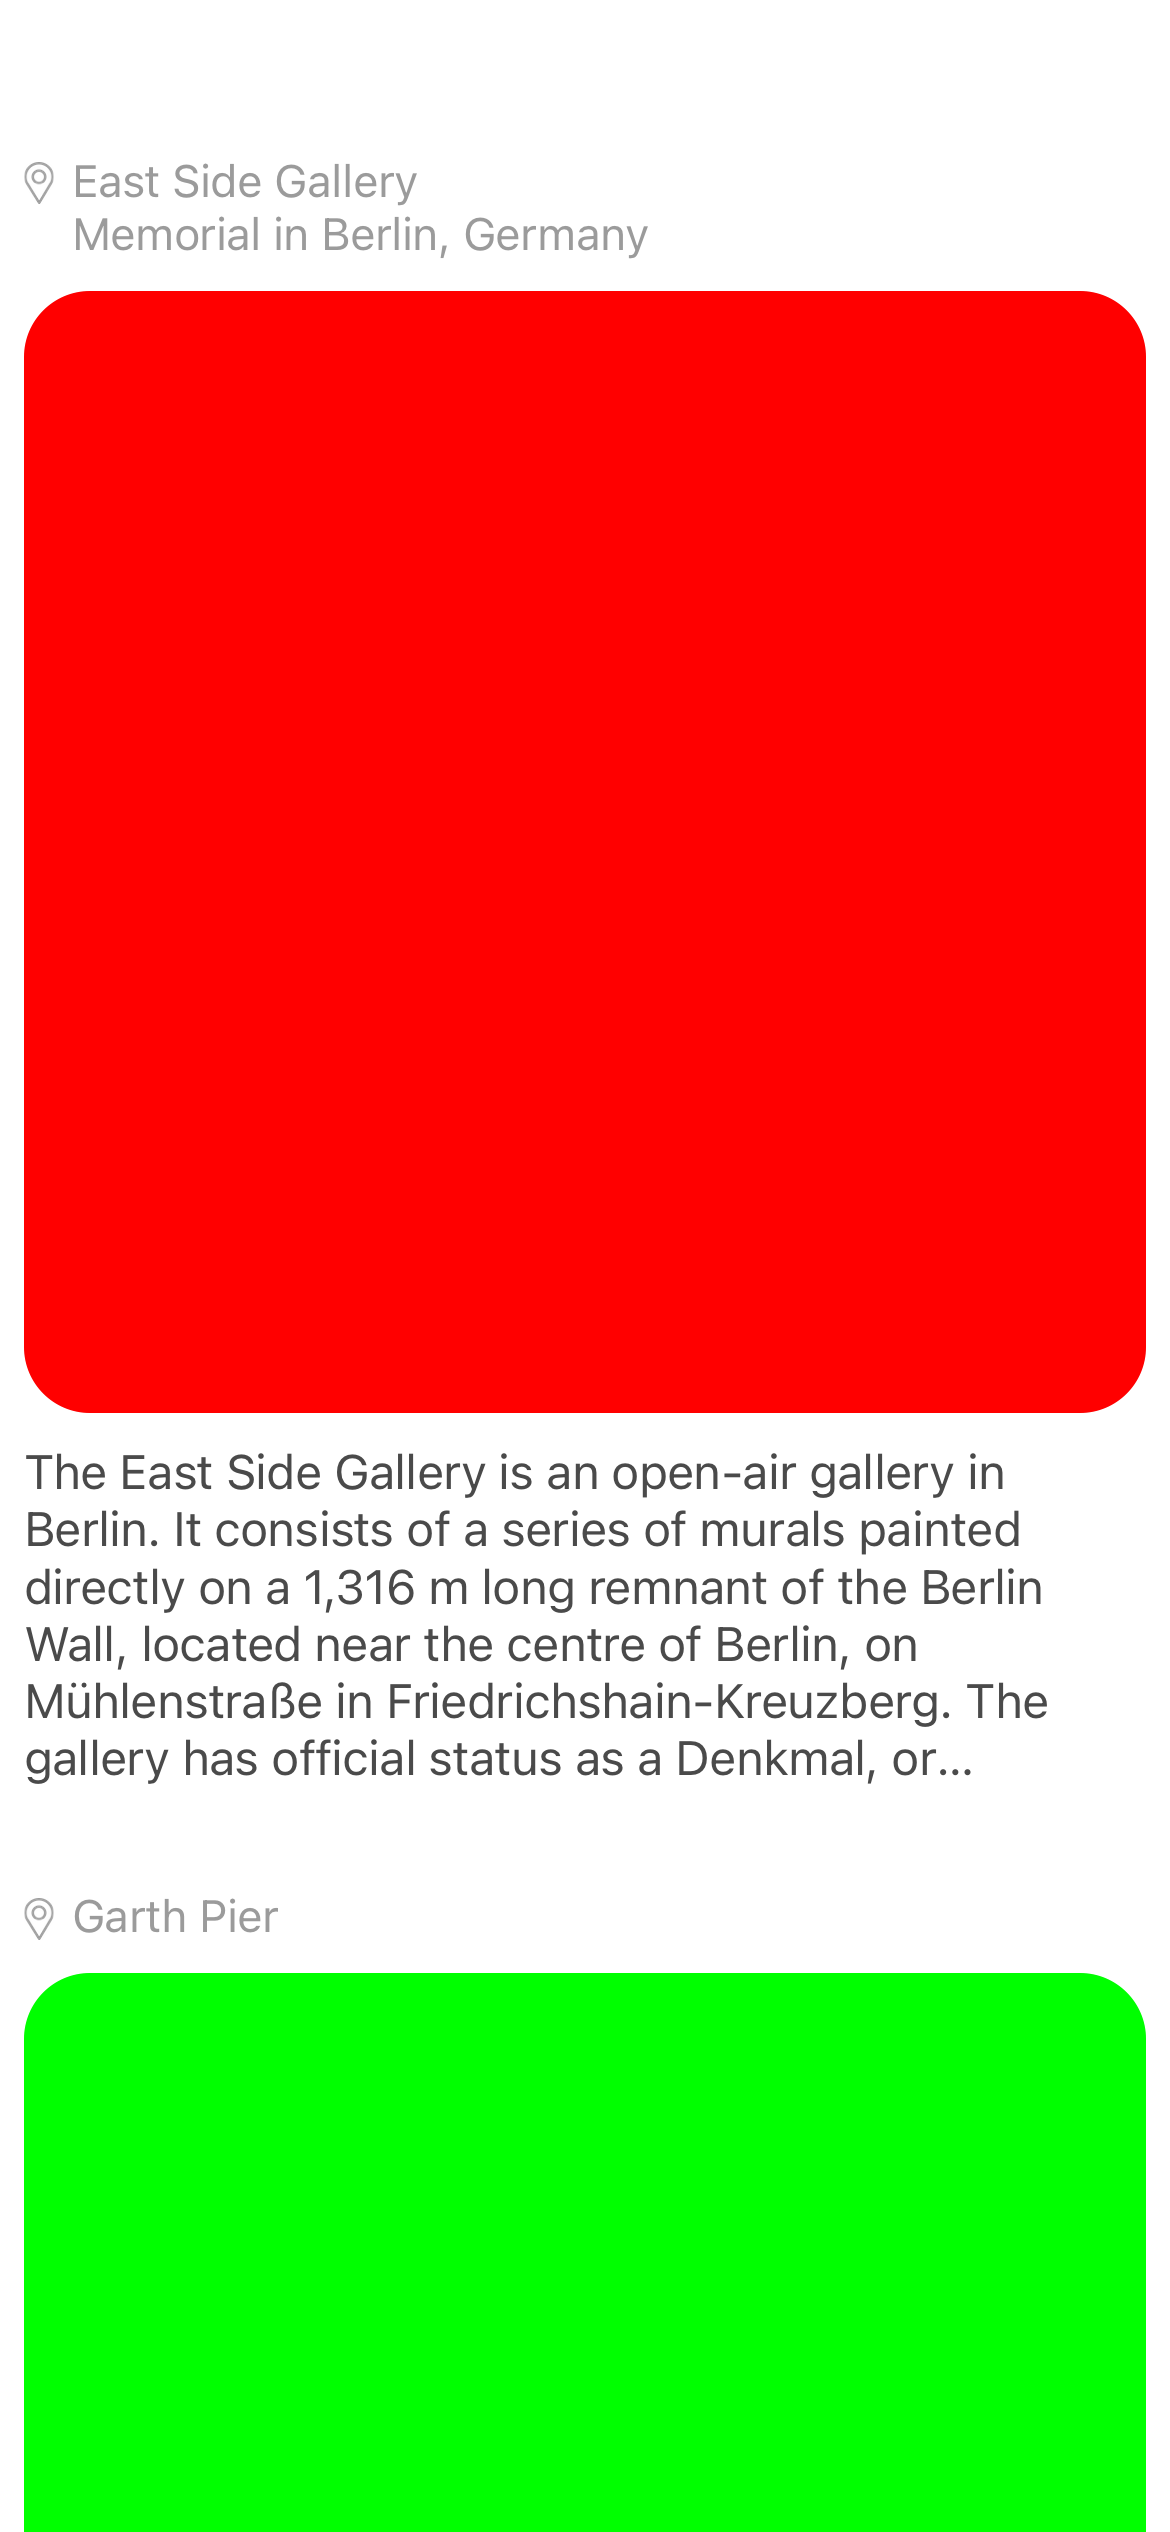 East Side Gallery
Memorial in Berlin, Germany
The East Side Gallery is an open-air gallery in
Berlin. It consists of a series of murals painted
directly on a 1,316 m long remnant of the Berlin
Wall, located near the centre of Berlin, on
Mühlenstraße in Friedrichshain-Kreuzberg. The
gallery has official status as a Denkmal, or...
Garth Pier